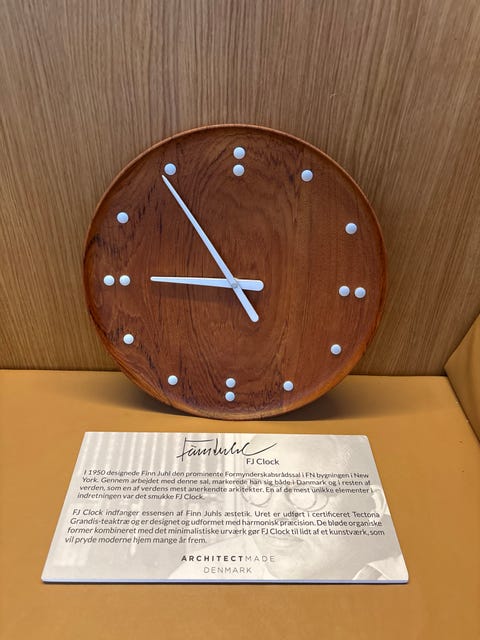 Finn Juhl
FJ Clock
I 1950 designede Finn Juhl den prominente Formynderskabsrådssal i FN bygningen i New
York. Gennem arbejdet med denne sal, markerede han sig både i Danmark og i resten af
verden, som en af verdens mest anerkendte arkitekter. En af de mest unikke elementer i
indretningen var det smukke FJ Clock.
FJ Clock indfanger essensen af Finn Juhls æstetik. Uret er udført i certificeret Tectona
Grandis-teaktræ og er designet og udformet med harmonisk præcision. De bløde organiske
former kombineret med det minimalistiske urværk gør FJ Clock til lidt af et kunstværk, som
vil pryde moderne hjem mange år frem.
ARCHITECTMADE
DENMARK